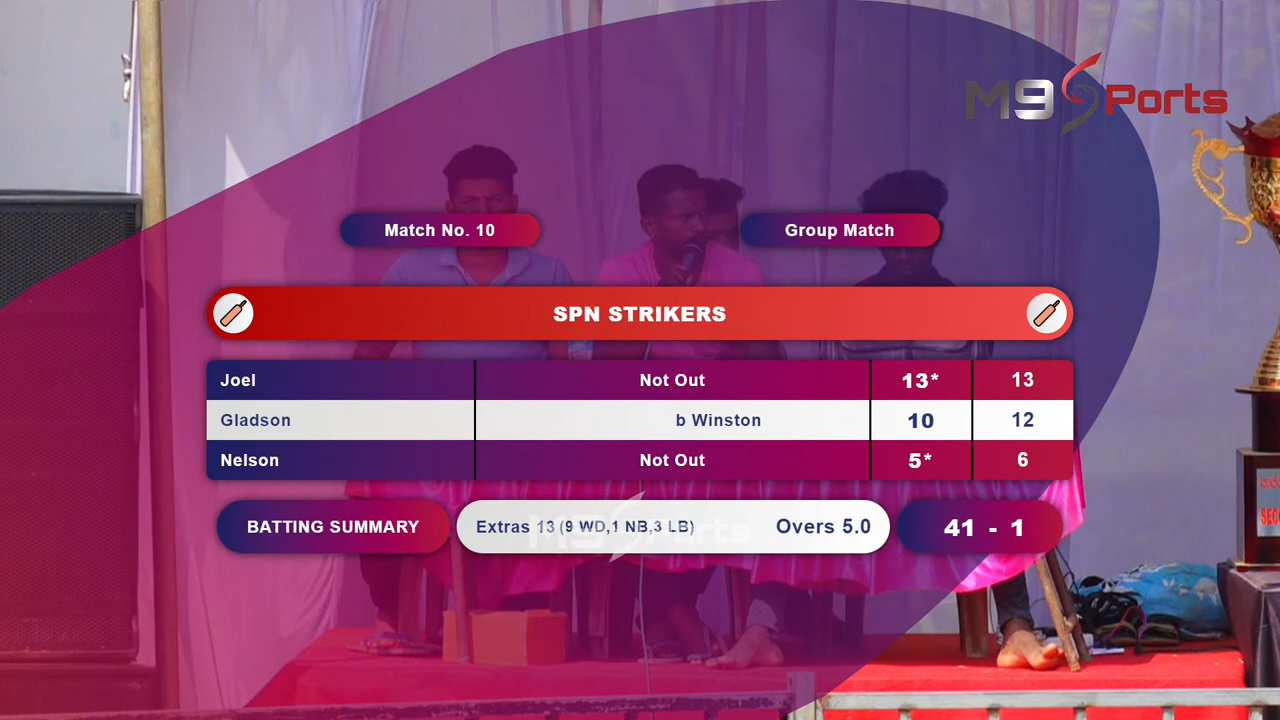 M9 SPorts
Match No. 10
Group Match
SPN STRIKERS
Joel Not Out 13* 13
Gladson b Winston 10 12
Nelson Not Out 5* 6
BATTING SUMMARY Extras 13 (9 WD,1 NB,3 LB) Overs 5.0 41 - 1
M9 SPorts